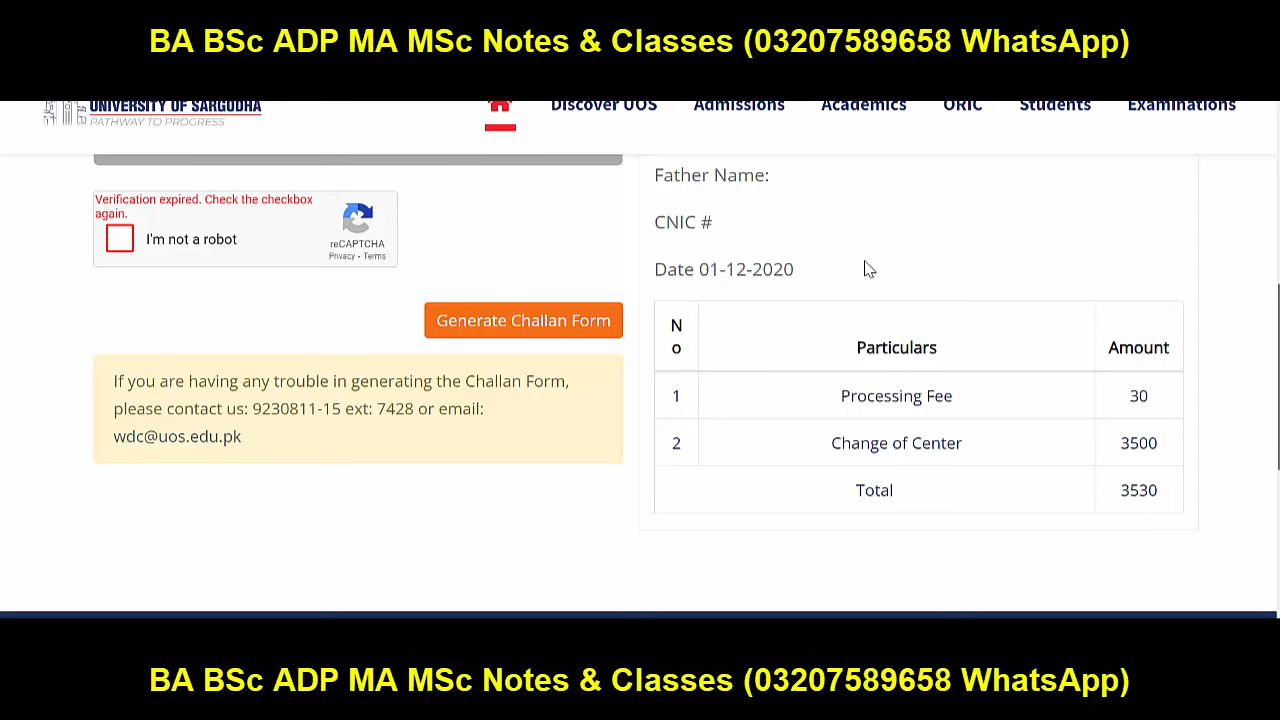 BA BSc ADP MA MSc Notes & Classes (03207589658 WhatsApp)
UNIVERSITY OF SARGODHA
PATHWAY TO PROGRESS
Discover UOS
Admissions
Academics
ORIC
Students
Examinations
Verification expired. Check the checkbox
again.
I'm not a robot
reCAPTCHA
Privacy - Terms
Generate Challan Form
If you are having any trouble in generating the Challan Form,
please contact us: 9230811-15 ext: 7428 or email:
wdc@uos.edu.pk
Father Name:
CNIC #
Date 01-12-2020
N
o Particulars Amount
1 Processing Fee 30
2 Change of Center 3500
Total 3530
BA BSc ADP MA MSc Notes & Classes (03207589658 WhatsApp)